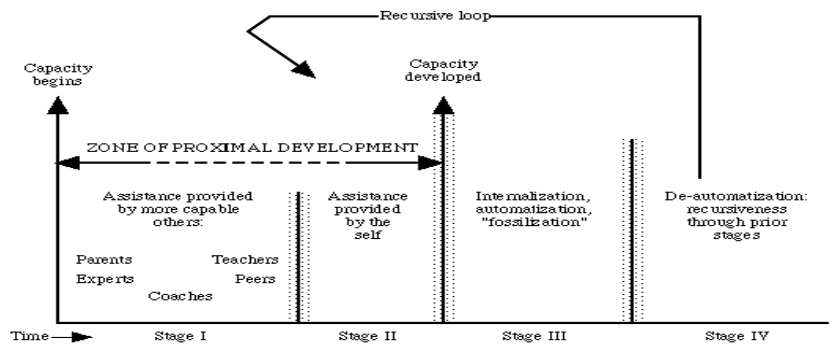 Recursive loop
Capacity
begins
Capacity
developed
ZONE OF PROXIMAL DEVELOPMENT
Assistance provided
by more capable
others:
Parents
Teachers
Experts
Peers
Coaches
Assistance
provided
by the
self
Internalization,
automatization,
"fossilization"
De-automatization:
recursiveness
through prior
stages
Time
Stage I
Stage II
Stage III
Stage IV